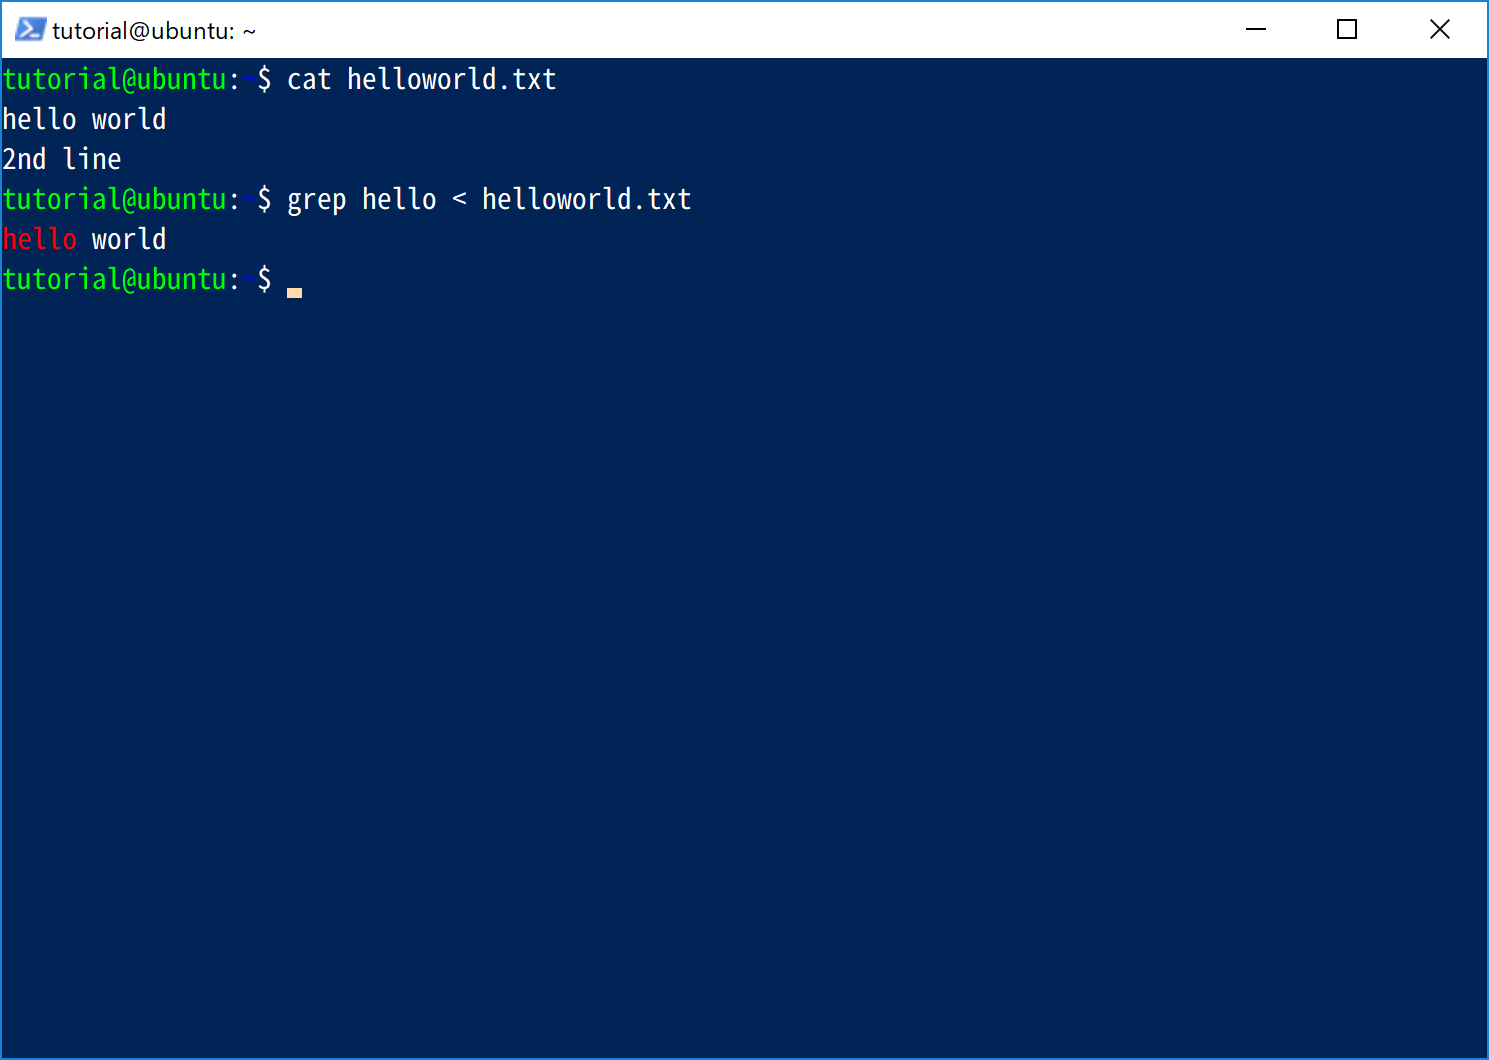 tutorial@ubuntu: ~
tutorial@ubuntu:~$ cat helloworld.txt
hello world
2nd line
tutorial@ubuntu:~$ grep hello < helloworld.txt
hello world
tutorial@ubuntu:~$